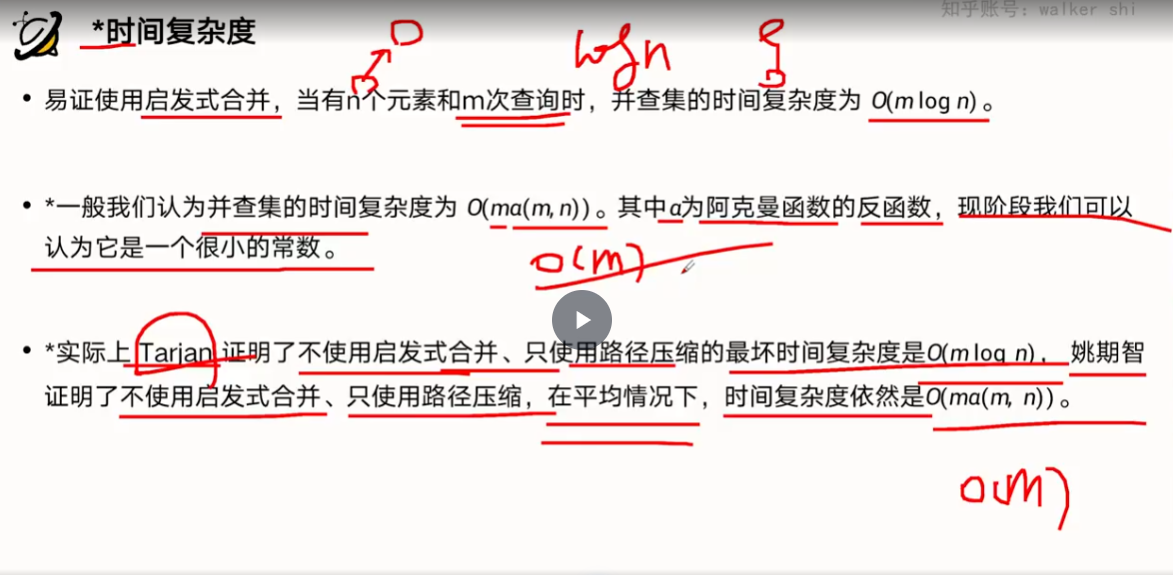 知乎账号：walker shi
*时间复杂度
logn
• 易证使用启发式合并，当有n个元素和m次查询时，并查集的时间复杂度为 O(m log n) 。
• *一般我们认为并查集的时间复杂度为 O(ma(m, n)) 。其中a为阿克曼函数的反函数，现阶段我们可以
认为它是一个很小的常数。
O(m)
• *实际上 Tarjan 证明了不使用启发式合并、只使用路径压缩的最坏时间复杂度是O(m log n) ，姚期智
证明了不使用启发式合并、只使用路径压缩，在平均情况下，时间复杂度依然是O(ma(m, n)) 。
O(m)